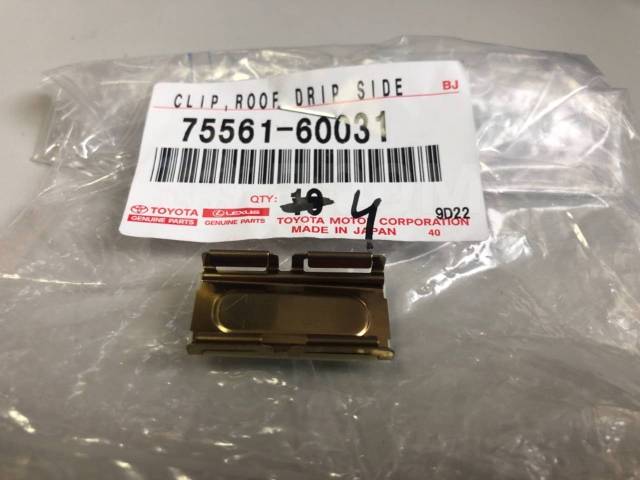 CLIP, ROOF DRIP SIDE
BJ
75561-60031
QTY: 10 4
TOYOTA LEXUS
GENUINE PARTS GENUINE PARTS
TOYOTA MOTOR CORPORATION 9D22
MADE IN JAPAN 40